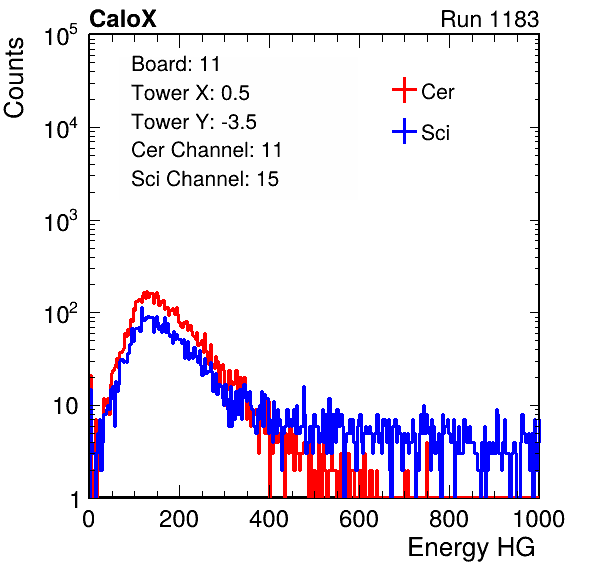 CaloX Run 1183
Counts
10^5
10^4
10^3
10^2
10
1
Board: 11
Tower X: 0.5
Tower Y: -3.5
Cer Channel: 11
Sci Channel: 15
Cer
Sci
0 200 400 600 800 1000
Energy HG